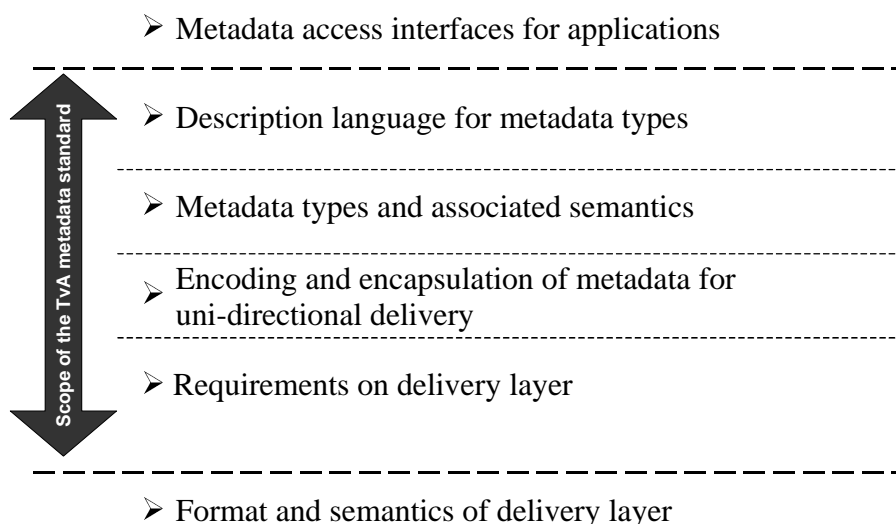 ➢ Metadata access interfaces for applications
Scope of the TvA metadata standard
➢ Description language for metadata types
➢ Metadata types and associated semantics
➢ Encoding and encapsulation of metadata for
uni-directional delivery
➢ Requirements on delivery layer
➢ Format and semantics of delivery layer